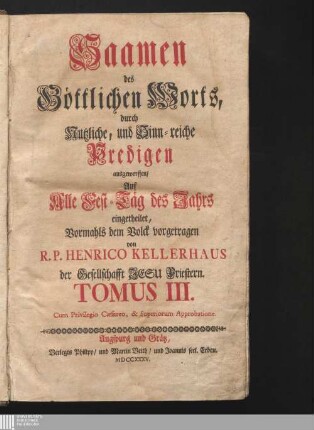 Saamen
des
Göttlichen Worts,
durch
Nutzliche, und Sinn-reiche
Predigen
außgeworffen/
Auf
Alle Fest-Täg des Jahrs
eingetheilet,
Vormahls dem Volck vorgetragen
von
R. P. HENRICO KELLERHAUS
der Gesellschafft JESU Priestern.
TOMUS III.
Cum Privilegio Cæsareo, & Superiorum Approbatione.
Augspurg und Grätz,
Verlegts Philipp/ und Martin Veith/ und Joannis seel. Erben.
MDCCXXXV.